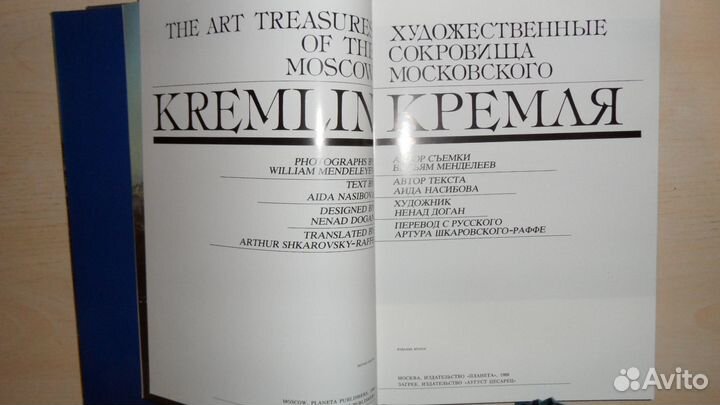 THE ART TREASURES
OF THE
MOSCOW
KREMLIN
PHOTOGRAPHS BY
WILLIAM MENDELEYEV
TEXT BY
AIDA NASIBOVA
DESIGNED BY
NENAD DOGAN
TRANSLATED BY
ARTHUR SHKAROVSKY-RAFFE
MOSCOW, PLANETA PUBLISHERS,
ХУДОЖЕСТВЕННЫЕ
СОКРОВИЩА
МОСКОВСКОГО
КРЕМЛЯ
АВТОР СЪЕМКИ
ВИЛЬЯМ МЕНДЕЛЕЕВ
АВТОР ТЕКСТА
АИДА НАСИБОВА
ХУДОЖНИК
НЕНАД ДОГАН
ПЕРЕВОД С РУССКОГО
АРТУРА ШКАРОВСКОГО-РАФФЕ
ИЗДАНИЕ ВТОРОЕ
МОСКВА, ИЗДАТЕЛЬСТВО «ПЛАНЕТА», 1988
ЗАГРЕБ, ИЗДАТЕЛЬСТВО «АУГУСТ ЦЕСАРЕЦ»
Avito